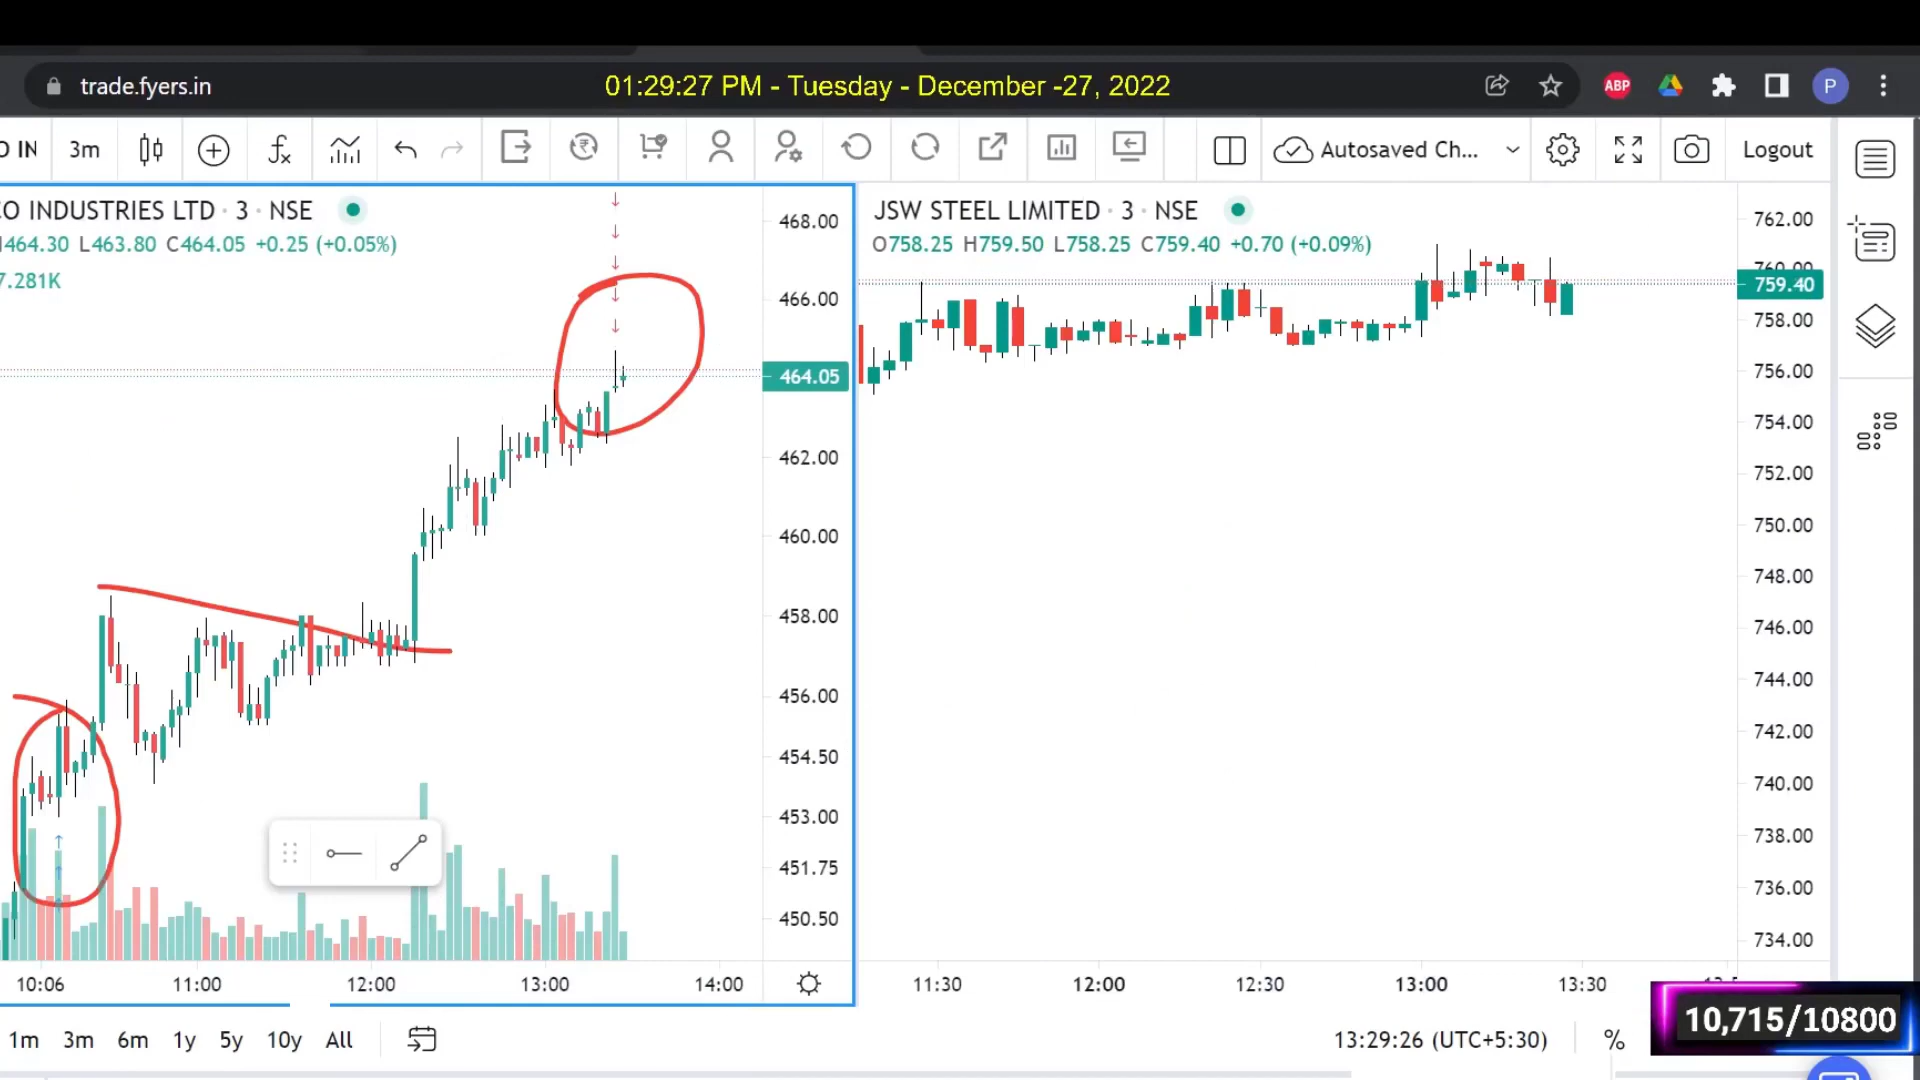 trade.fyers.in
01:29:27 PM - Tuesday - December -27, 2022
ABP
P
3m
Autosaved Ch...
Logout
CO INDUSTRIES LTD · 3 · NSE
H464.30 L463.80 C464.05 +0.25 (+0.05%)
7.281K
468.00
466.00
464.05
462.00
460.00
458.00
456.00
454.50
453.00
451.75
450.50
10:06
11:00
12:00
13:00
14:00
JSW STEEL LIMITED · 3 · NSE
O758.25 H759.50 L758.25 C759.40 +0.70 (+0.09%)
762.00
760.00
759.40
758.00
756.00
754.00
752.00
750.00
748.00
746.00
744.00
742.00
740.00
738.00
736.00
734.00
11:30
12:00
12:30
13:00
13:30
10,715/10800
1m 3m 6m 1y 5y 10y All
13:29:26 (UTC+5:30)
%